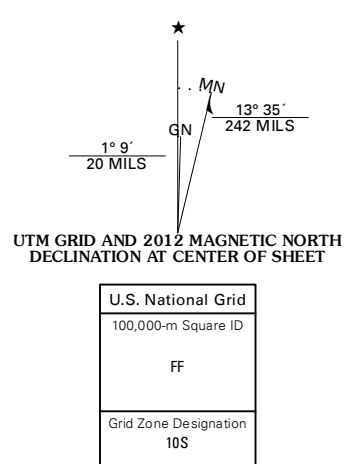 ★
MN
13° 35´
242 MILS
GN
1° 9´
20 MILS
UTM GRID AND 2012 MAGNETIC NORTH
DECLINATION AT CENTER OF SHEET
U.S. National Grid
100,000-m Square ID
FF
Grid Zone Designation
10S